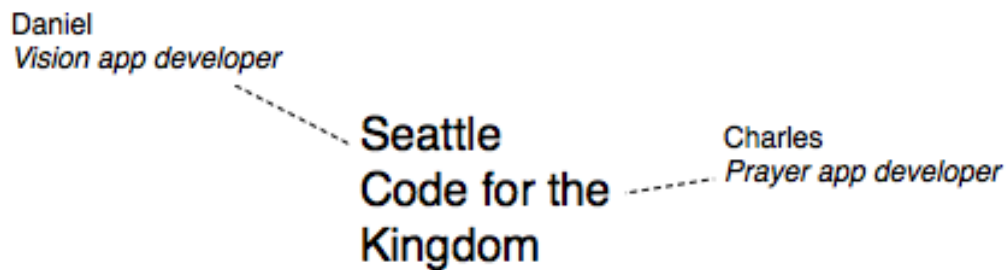 Daniel
Vision app developer
Seattle
Code for the
Kingdom
Charles
Prayer app developer